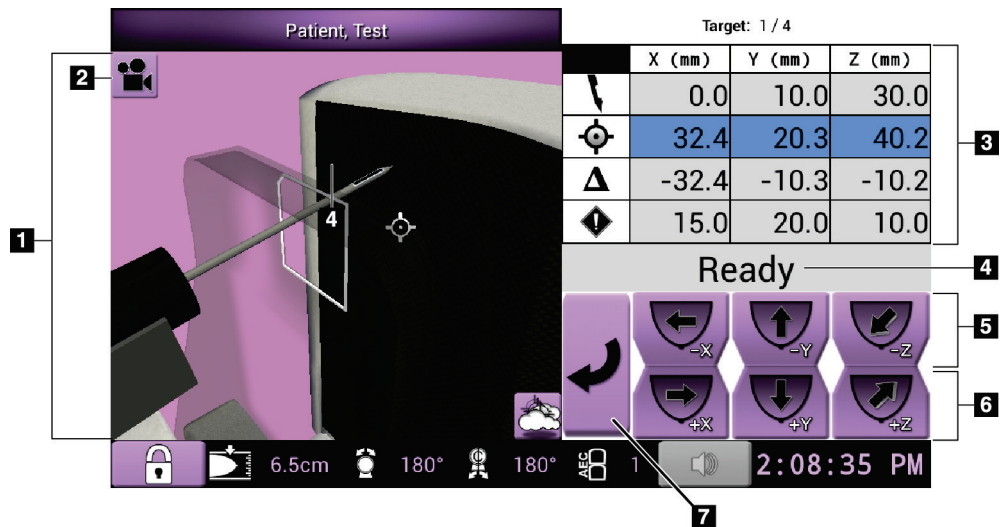 Patient, Test
Target: 1 / 4
1
2
X (mm) Y (mm) Z (mm)
0.0 10.0 30.0
32.4 20.3 40.2
-32.4 -10.3 -10.2
15.0 20.0 10.0
3
4
Ready
4
-X -Y -Z
5
+X +Y +Z
6
6.5cm 180° C 180° AEC 1 2:08:35 PM
7